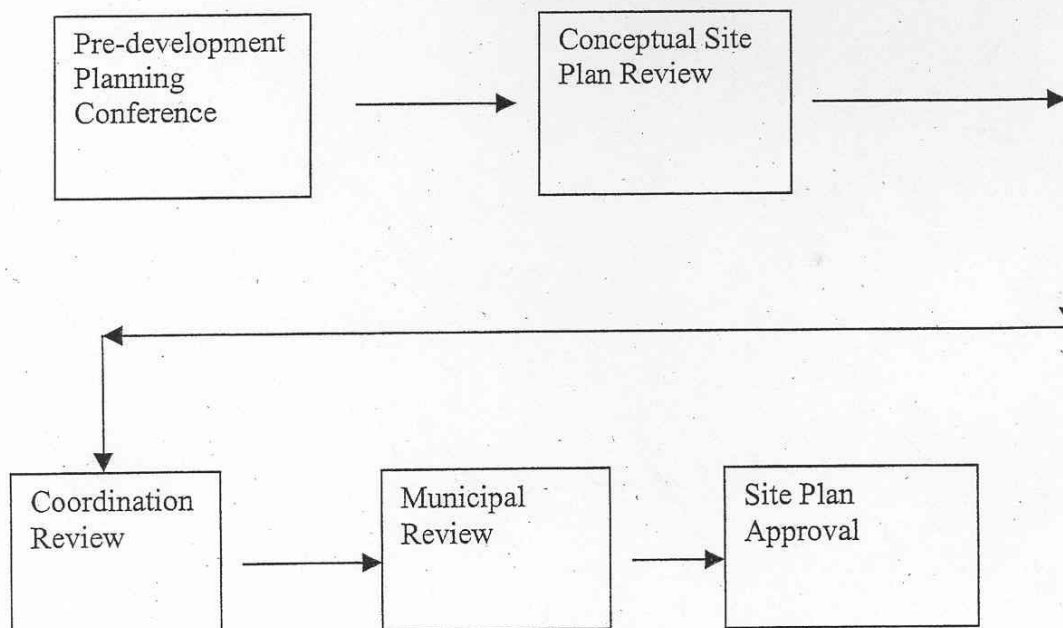 Pre-development
Planning
Conference
Conceptual Site
Plan Review
Coordination
Review
Municipal
Review
Site Plan
Approval